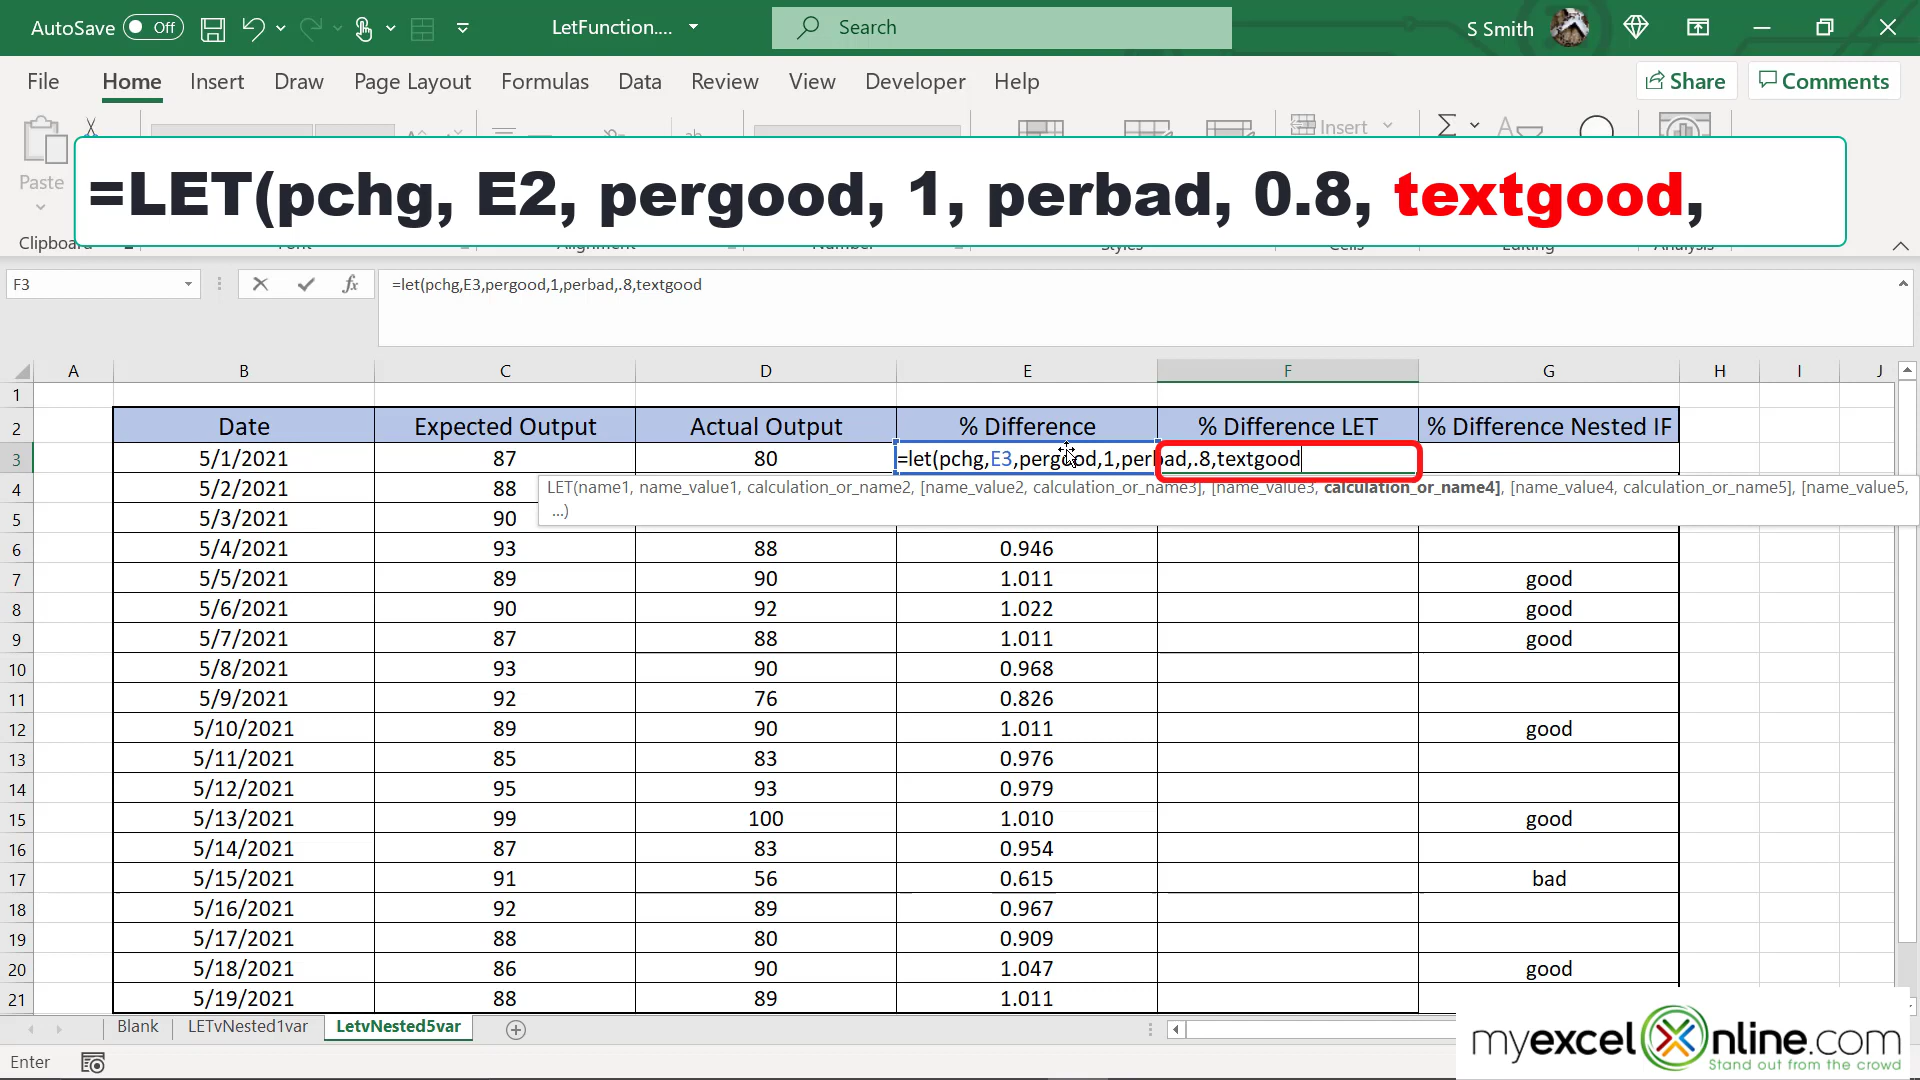 AutoSave Off LetFunction.... Search S Smith
File Home Insert Draw Page Layout Formulas Data Review View Developer Help Share Comments
Insert
Paste
=LET(pchg, E2, pergood, 1, perbad, 0.8, textgood,
F3 fx =let(pchg,E3,pergood,1,perbad,.8,textgood
A B C D E F G H I J
1
2 Date Expected Output Actual Output % Difference % Difference LET % Difference Nested IF
3 5/1/2021 87 80 =let(pchg,E3,pergood,1,perbad,.8,textgood
LET(name1, name_value1, calculation_or_name2, [name_value2, calculation_or_name3], [name_value3, calculation_or_name4], [name_value4, calculation_or_name5], [name_value5,
...)
4 5/2/2021 88
5 5/3/2021 90
6 5/4/2021 93 88 0.946
7 5/5/2021 89 90 1.011 good
8 5/6/2021 90 92 1.022 good
9 5/7/2021 87 88 1.011 good
10 5/8/2021 93 90 0.968
11 5/9/2021 92 76 0.826
12 5/10/2021 89 90 1.011 good
13 5/11/2021 85 83 0.976
14 5/12/2021 95 93 0.979
15 5/13/2021 99 100 1.010 good
16 5/14/2021 87 83 0.954
17 5/15/2021 91 56 0.615 bad
18 5/16/2021 92 89 0.967
19 5/17/2021 88 80 0.909
20 5/18/2021 86 90 1.047 good
21 5/19/2021 88 89 1.011
Blank LETvNested1var LetvNested5var
Enter
myexcelOnline.com
Stand out from the crowd